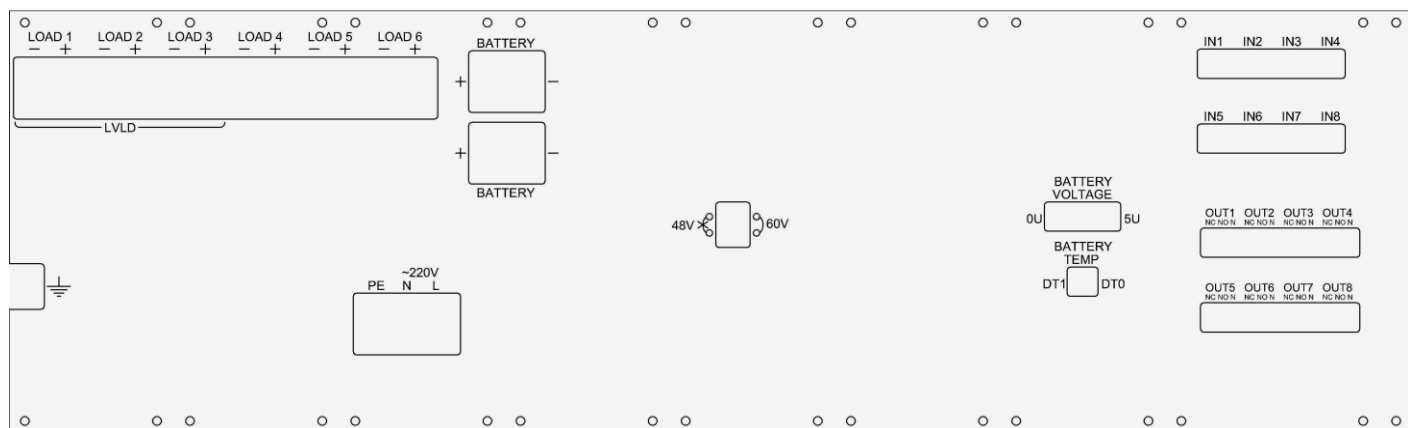 LOAD 1 LOAD 2 LOAD 3 LOAD 4 LOAD 5 LOAD 6
− + − + − + − + − + − +
LVLD
BATTERY
+ −
+ −
BATTERY
PE N L
~220V
48V 60V
BATTERY
VOLTAGE
0U 5U
BATTERY
TEMP
DT1 DT0
IN1 IN2 IN3 IN4
IN5 IN6 IN7 IN8
OUT1 OUT2 OUT3 OUT4
NC NO N NC NO N NC NO N NC NO N
OUT5 OUT6 OUT7 OUT8
NC NO N NC NO N NC NO N NC NO N